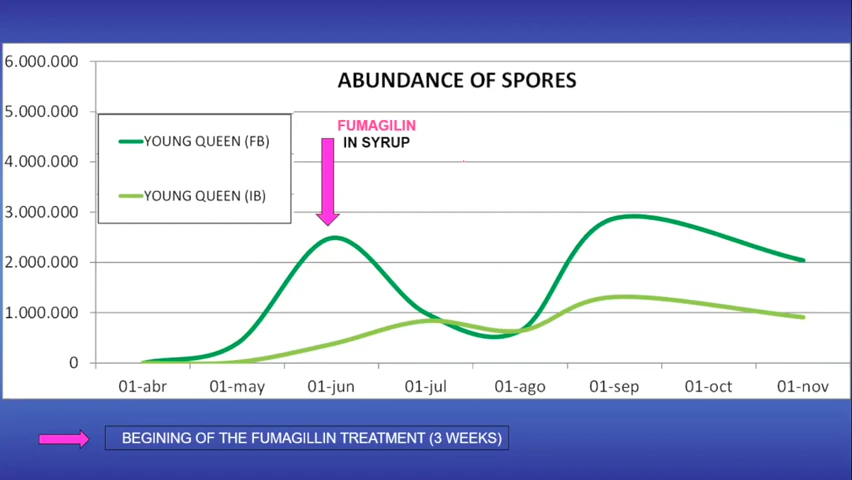 ABUNDANCE OF SPORES
6.000.000
5.000.000
4.000.000
3.000.000
2.000.000
1.000.000
0
YOUNG QUEEN (FB)
YOUNG QUEEN (IB)
FUMAGILIN
IN SYRUP
01-abr 01-may 01-jun 01-jul 01-ago 01-sep 01-oct 01-nov
BEGINING OF THE FUMAGILLIN TREATMENT (3 WEEKS)